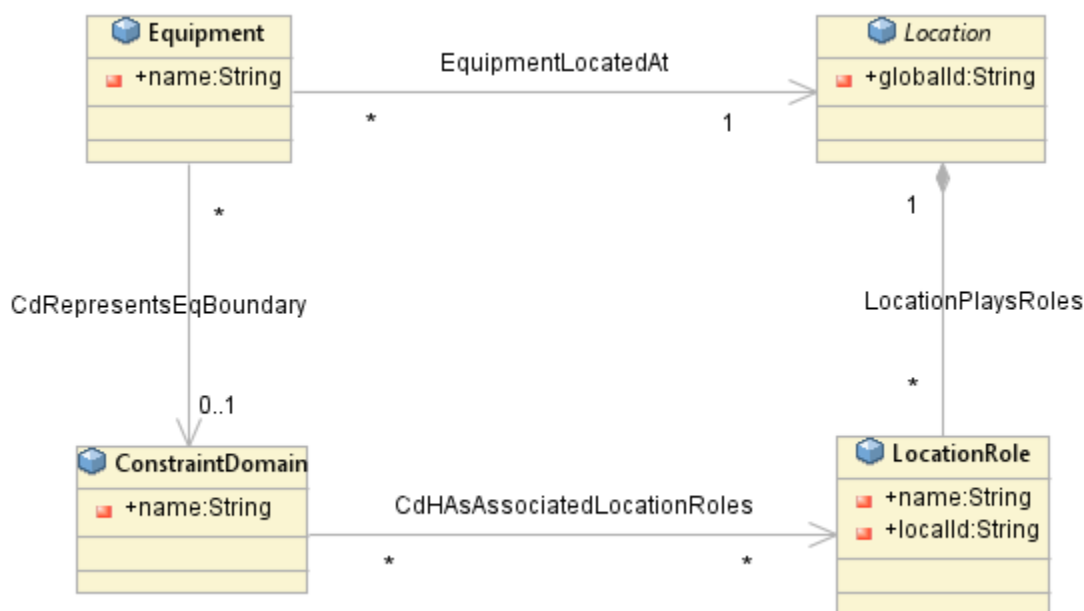 Equipment
+name:String
EquipmentLocatedAt
*
1
Location
+globalId:String
*
1
CdRepresentsEqBoundary
LocationPlaysRoles
0..1
*
ConstraintDomain
+name:String
CdHAsAssociatedLocationRoles
*
*
LocationRole
+name:String
+localId:String